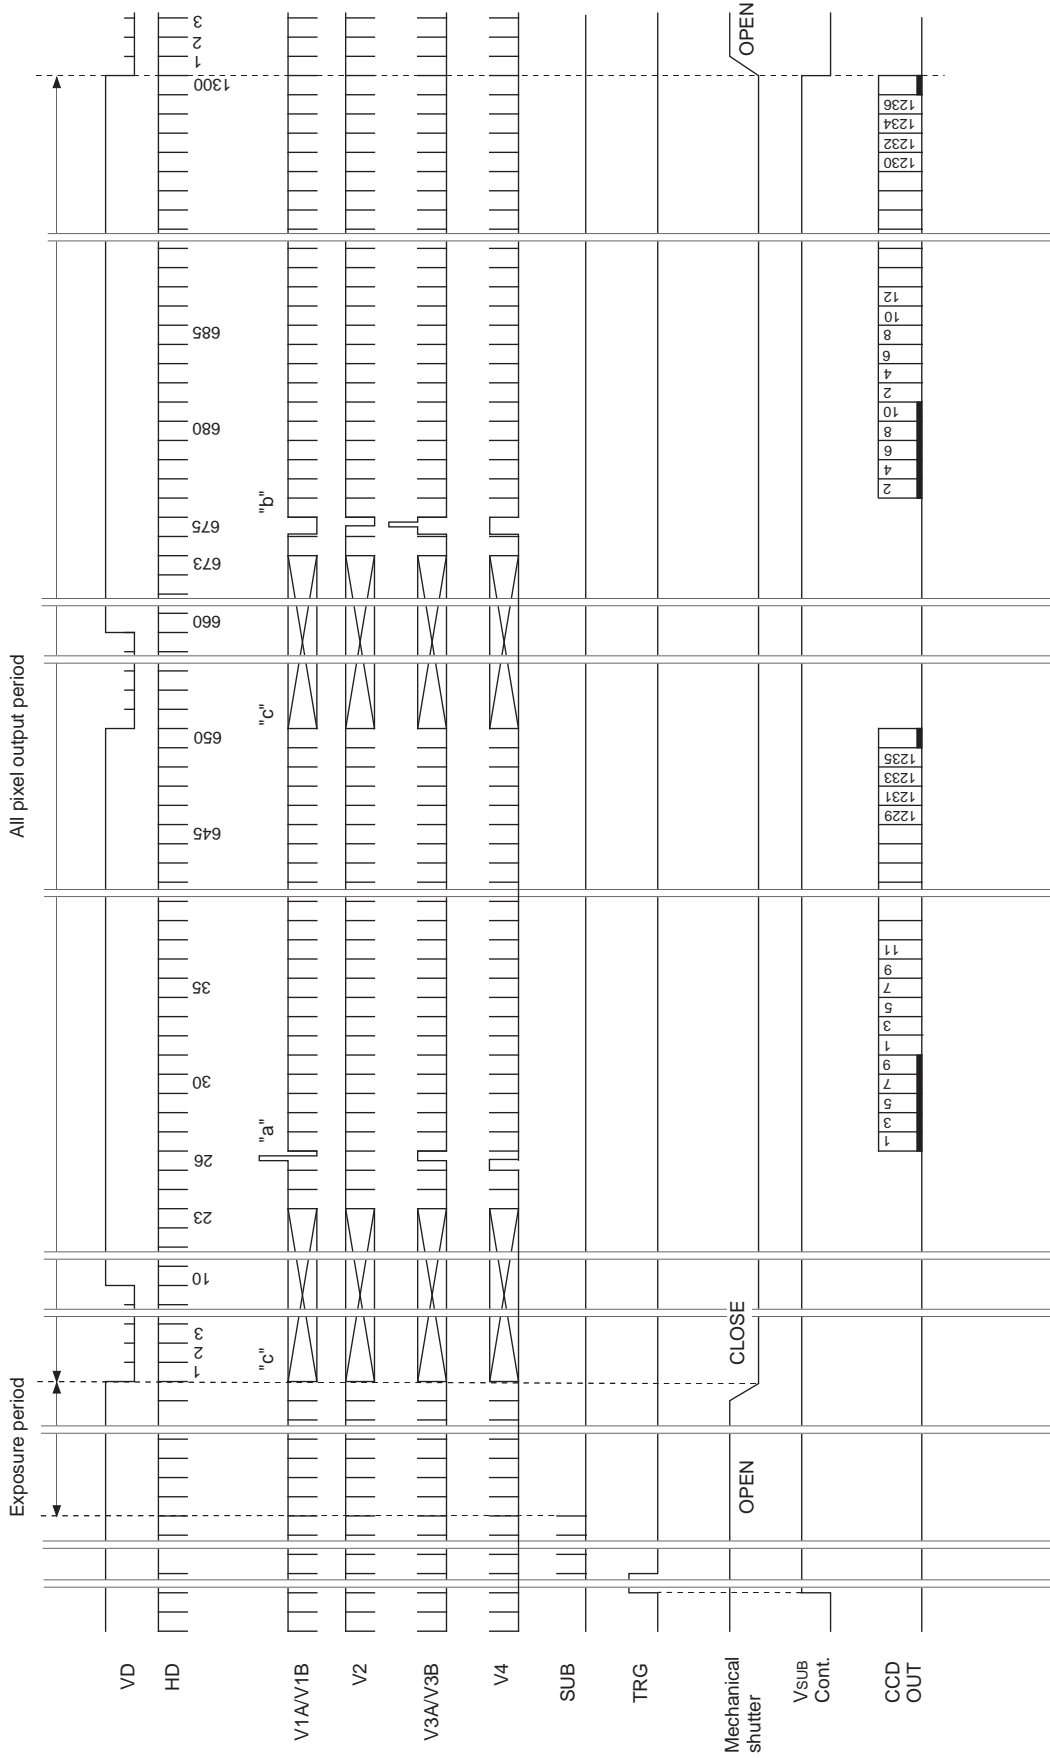 All pixel output period
Exposure period
VD
HD
1
2
3
10
23
26
30
35
645
650
660
673
675
680
685
1300
1
2
3
"c"
"a"
"c"
"b"
V1A/V1B
V2
V3A/V3B
V4
SUB
TRG
Mechanical
shutter
OPEN
CLOSE
OPEN
VSUB
Cont.
CCD
OUT
1
3
5
7
9
1
3
5
7
9
11
1229
1231
1233
1235
2
4
6
8
10
2
4
6
8
10
12
1230
1232
1234
1236